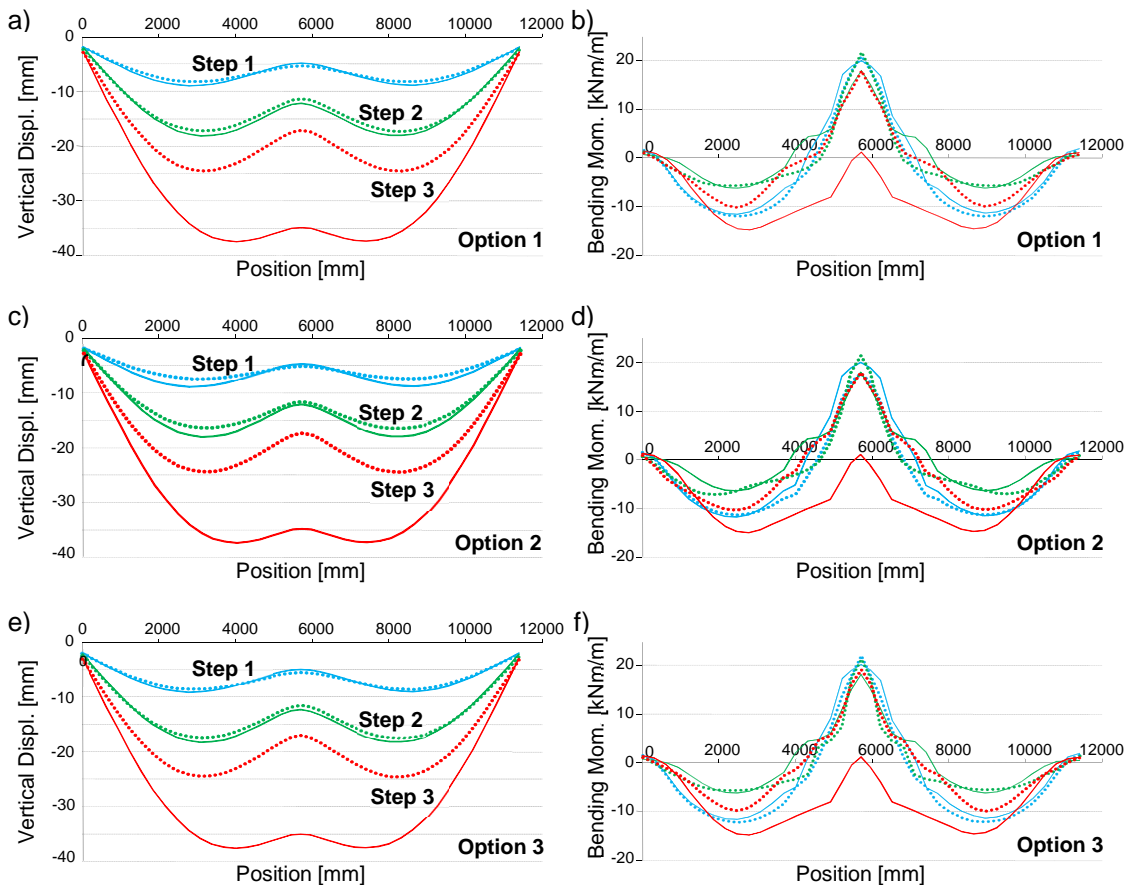 a)
0 2000 4000 6000 8000 10000 12000
0
-10
-20
-30
-40
Vertical Displ. [mm]
Step 1
Step 2
Step 3
Option 1
Position [mm]
b)
20
10
0
-10
-20
Bending Mom. [kNm/m]
0 2000 4000 6000 8000 10000 12000
Option 1
Position [mm]
c)
0 2000 4000 6000 8000 10000 12000
0
-10
-20
-30
-40
Vertical Displ. [mm]
Step 1
Step 2
Step 3
Option 2
Position [mm]
d)
20
10
0
-10
-20
Bending Mom. [kNm/m]
0 2000 4000 6000 8000 10000 12000
Option 2
Position [mm]
e)
0 2000 4000 6000 8000 10000 12000
0
-10
-20
-30
-40
Vertical Displ. [mm]
Step 1
Step 2
Step 3
Option 3
Position [mm]
f)
20
10
0
-10
-20
Bending Mom. [kNm/m]
0 2000 4000 6000 8000 10000 12000
Option 3
Position [mm]